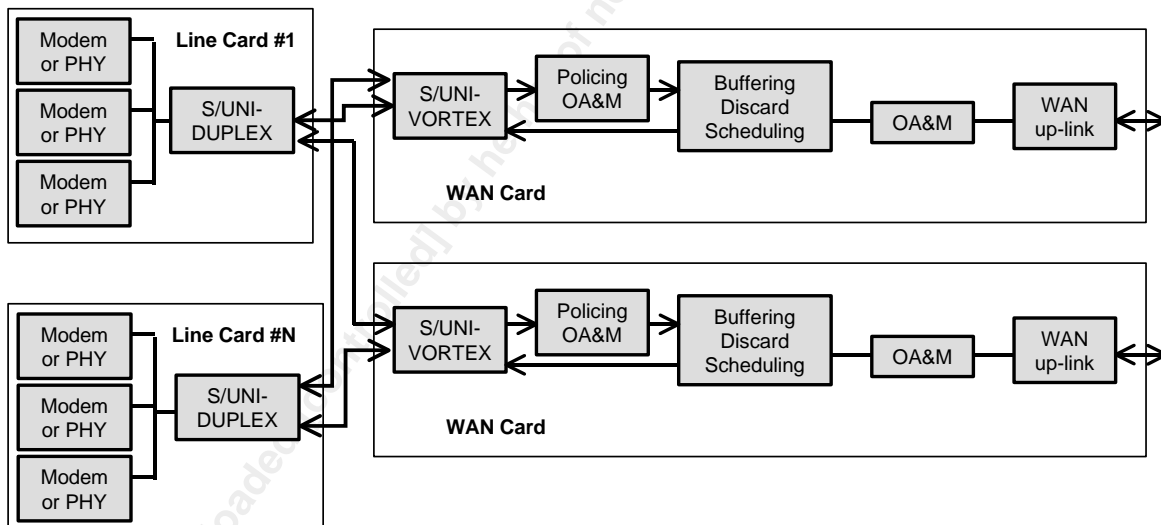 Line Card #1
Modem
or PHY
Modem
or PHY
Modem
or PHY
S/UNI-
DUPLEX
S/UNI-
VORTEX
Policing
OA&M
Buffering
Discard
Scheduling
OA&M
WAN
up-link
WAN Card
Line Card #N
Modem
or PHY
Modem
or PHY
Modem
or PHY
S/UNI-
DUPLEX
S/UNI-
VORTEX
Policing
OA&M
Buffering
Discard
Scheduling
OA&M
WAN
up-link
WAN Card